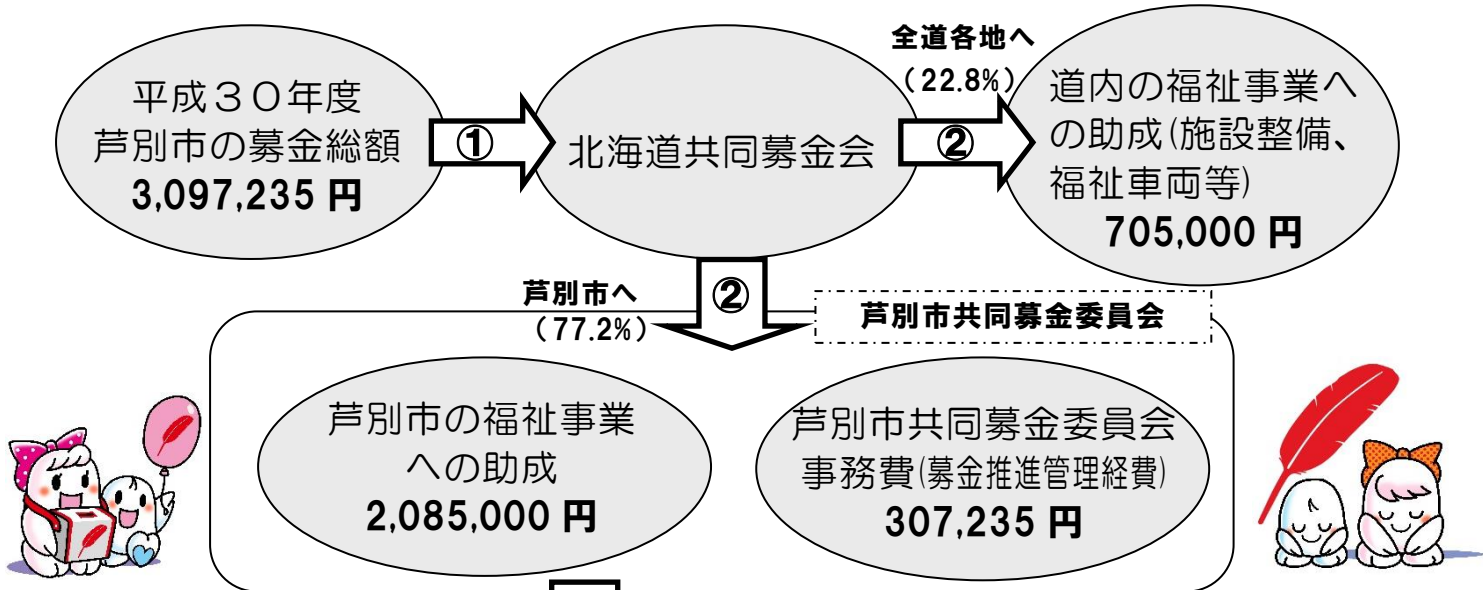 平成３０年度
芦別市の募金総額
3,097,235 円
①
北海道共同募金会
全道各地へ
（22.8%）
②
道内の福祉事業へ
の助成(施設整備、
福祉車両等)
705,000 円
芦別市へ
（77.2%）
②
芦別市共同募金委員会
芦別市の福祉事業
への助成
2,085,000 円
芦別市共同募金委員会
事務費(募金推進管理経費)
307,235 円